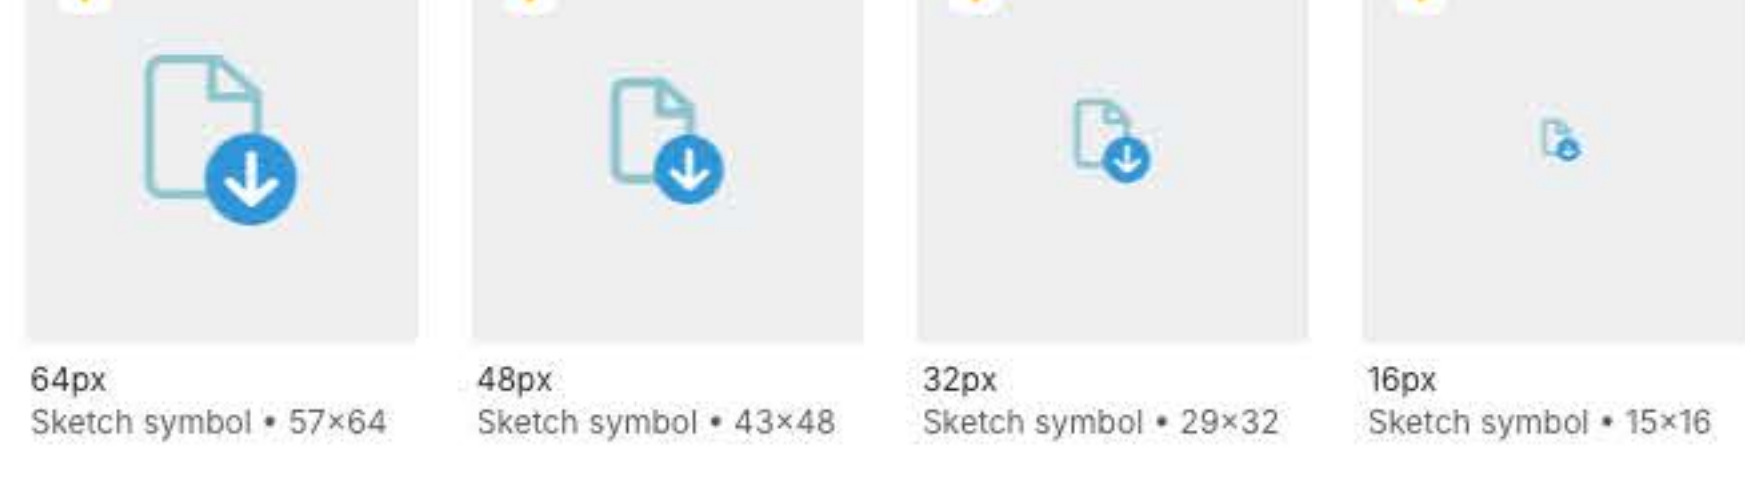 64px
Sketch symbol • 57×64
48px
Sketch symbol • 43×48
32px
Sketch symbol • 29×32
16px
Sketch symbol • 15×16